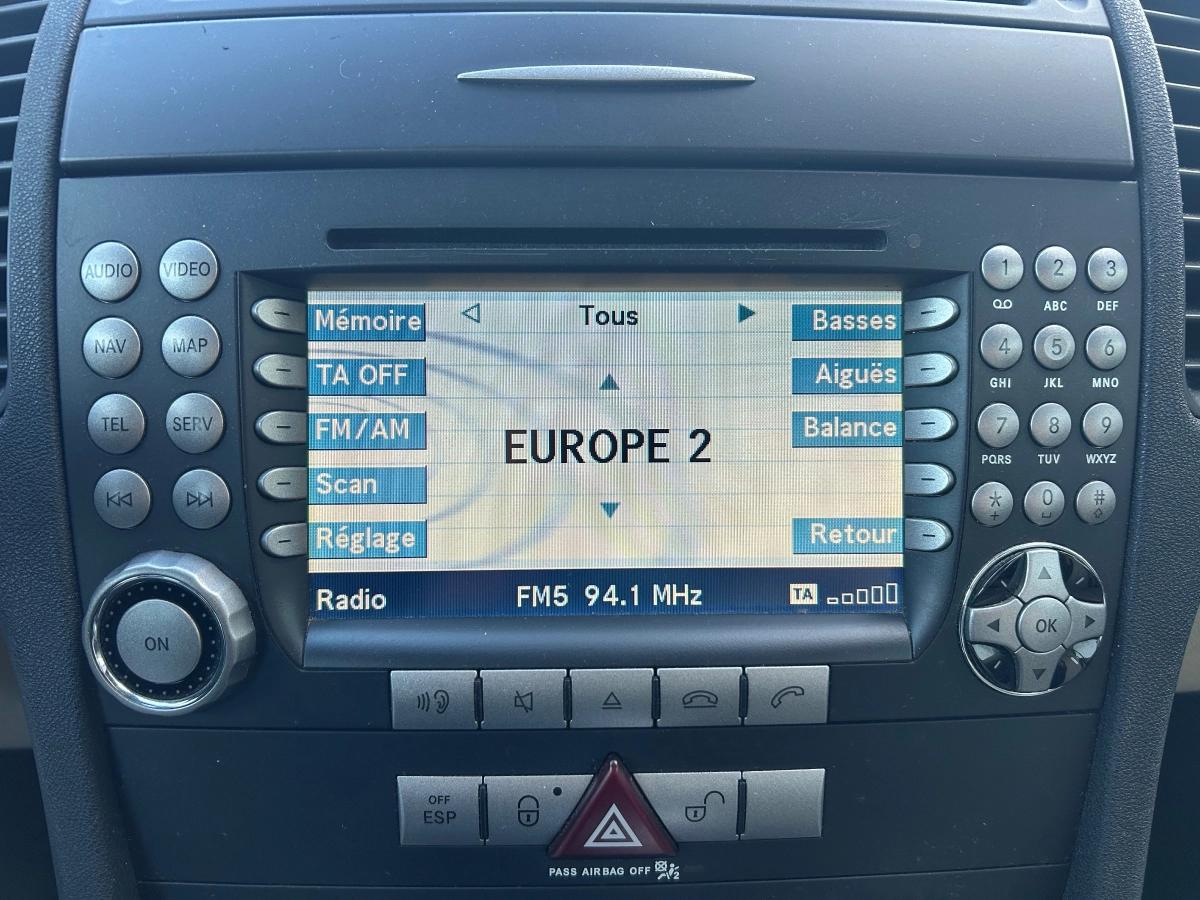 AUDIO VIDEO
NAV MAP
TEL SERV
ON
Mémoire
TA OFF
FM/AM
Scan
Réglage
Tous
EUROPE 2
Basses
Aiguës
Balance
Retour
Radio FM5 94.1 MHz TA
1 2 3
ABC DEF
4 5 6
GHI JKL MNO
7 8 9
PQRS TUV WXYZ
* 0 #
+
OK
OFF
ESP
PASS AIRBAG OFF 2